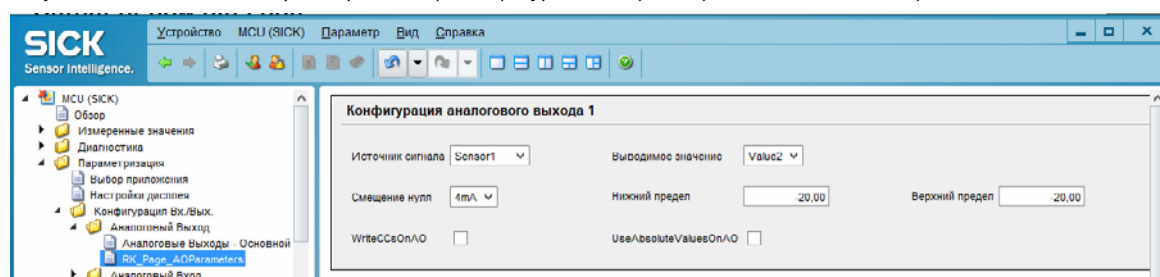 SICK
Sensor Intelligence.
Устройство MCU (SICK) Параметр Вид Справка
MCU (SICK)
Обзор
Измеренные значения
Диагностика
Параметризация
Выбор приложения
Настройки дисплея
Конфигурация Вх./Вых.
Аналоговый Выход
Аналоговые Выходы - Основной
RK_Page_AOParameters
Аналоговый Вход
Конфигурация аналогового выхода 1
Источник сигнала Sensor1 Выводимое значение Value2
Смещение нуля 4mA Нижний предел -20,00 Верхний предел -20,00
WriteCCsOnAO UseAbsoluteValuesOnAO